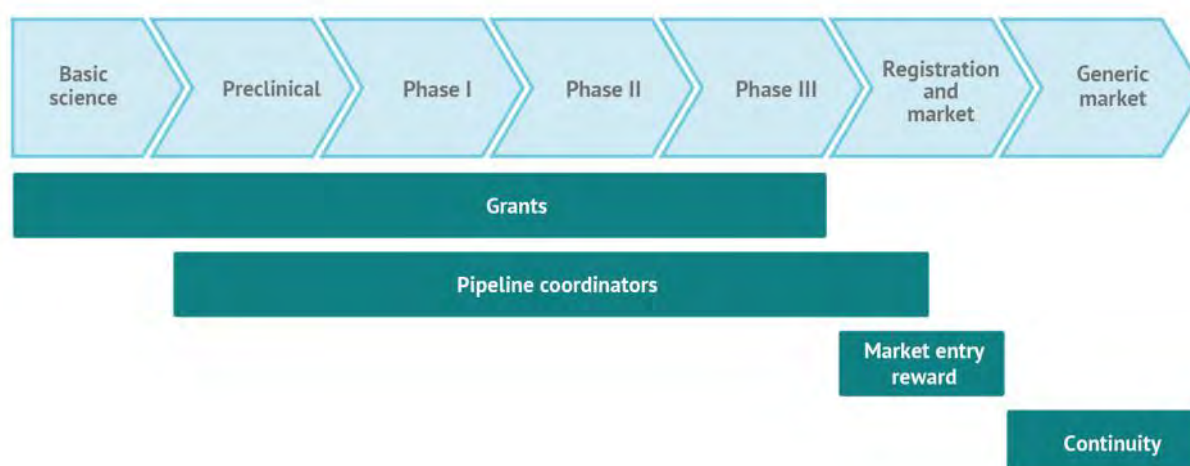 Basic
science
Preclinical
Phase I
Phase II
Phase III
Registration
and
market
Generic
market
Grants
Pipeline coordinators
Market entry
reward
Continuity